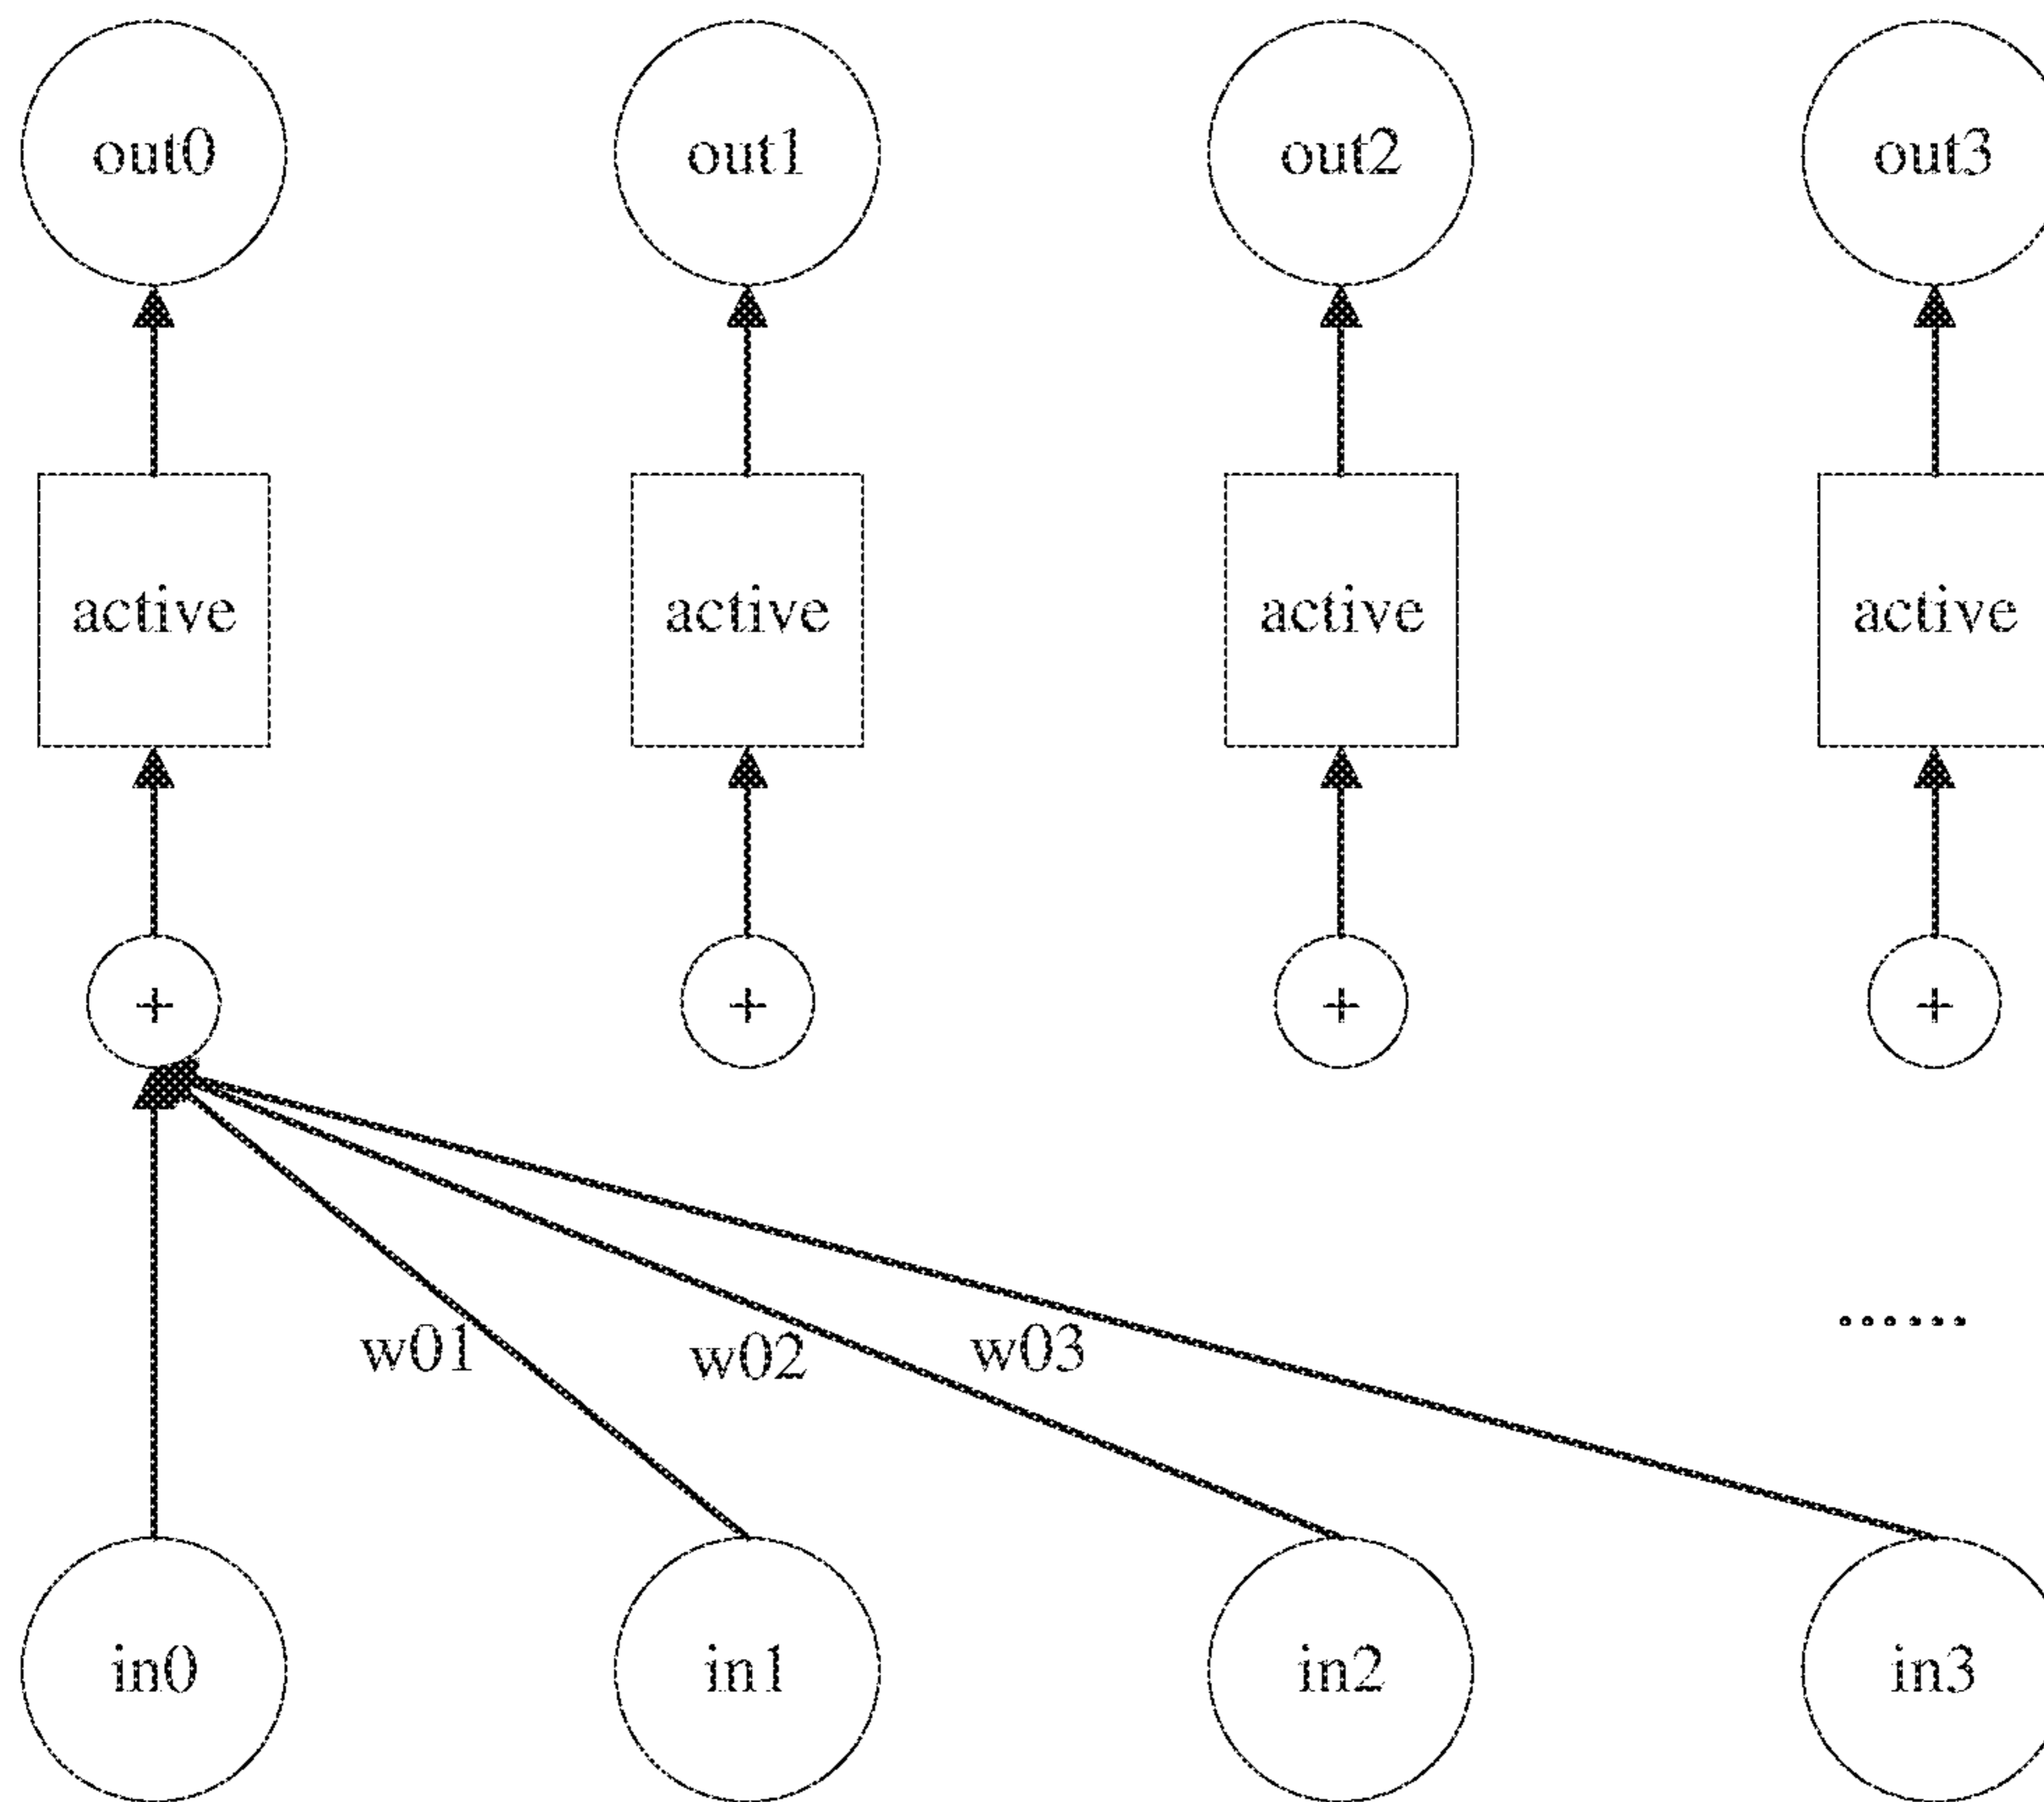 out0 out1 out2 out3
active active active active
+ + + +
......
w01 w02 w03
in0 in1 in2 in3